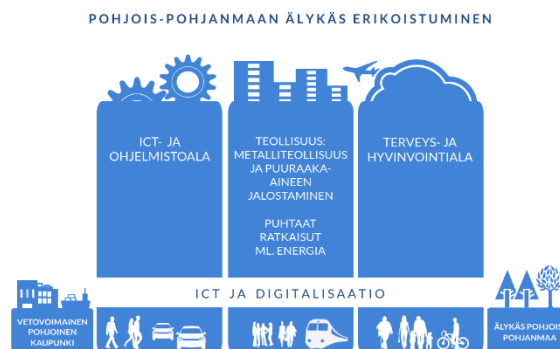 POHJOIS-POHJANMAAN ÄLYKÄS ERIKOISTUMINEN
ICT- JA
OHJELMISTOALA
TEOLLISUUS:
METALLITEOLLISUUS
JA PUURAAKA-
AINEEN
JALOSTAMINEN
PUHTAAT
RATKAISUT
ML. ENERGIA
TERVEYS- JA
HYVINVOINTIALA
ICT JA DIGITALISAATIO
VETOVOIMAINEN
POHJOINEN
KAUPUNKI
ÄLYKÄS POHJOIS
POHJANMAA